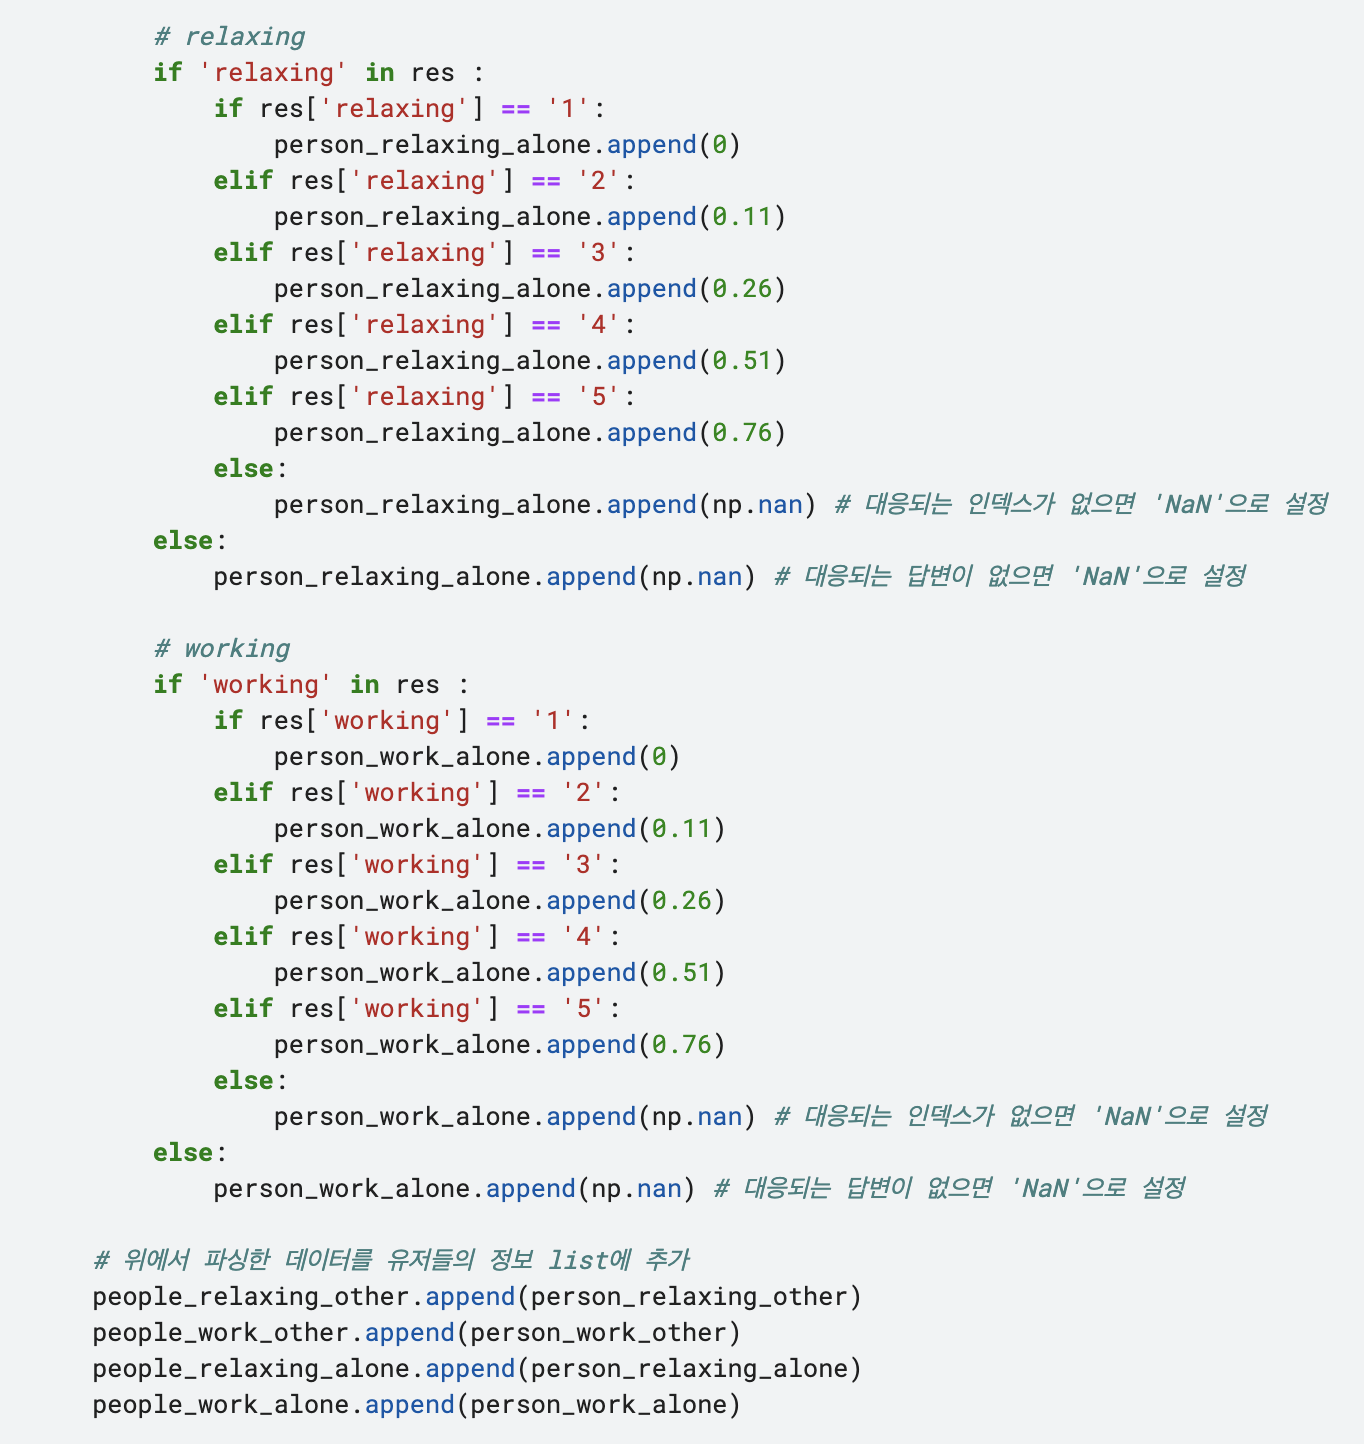 # relaxing
if 'relaxing' in res :
if res['relaxing'] == '1':
person_relaxing_alone.append(0)
elif res['relaxing'] == '2':
person_relaxing_alone.append(0.11)
elif res['relaxing'] == '3':
person_relaxing_alone.append(0.26)
elif res['relaxing'] == '4':
person_relaxing_alone.append(0.51)
elif res['relaxing'] == '5':
person_relaxing_alone.append(0.76)
else:
person_relaxing_alone.append(np.nan) # 대응되는 인덱스가 없으면 'NaN'으로 설정
else:
person_relaxing_alone.append(np.nan) # 대응되는 답변이 없으면 'NaN'으로 설정
# working
if 'working' in res :
if res['working'] == '1':
person_work_alone.append(0)
elif res['working'] == '2':
person_work_alone.append(0.11)
elif res['working'] == '3':
person_work_alone.append(0.26)
elif res['working'] == '4':
person_work_alone.append(0.51)
elif res['working'] == '5':
person_work_alone.append(0.76)
else:
person_work_alone.append(np.nan) # 대응되는 인덱스가 없으면 'NaN'으로 설정
else:
person_work_alone.append(np.nan) # 대응되는 답변이 없으면 'NaN'으로 설정
# 위에서 파싱한 데이터를 유저들의 정보 list에 추가
people_relaxing_other.append(person_relaxing_other)
people_work_other.append(person_work_other)
people_relaxing_alone.append(person_relaxing_alone)
people_work_alone.append(person_work_alone)